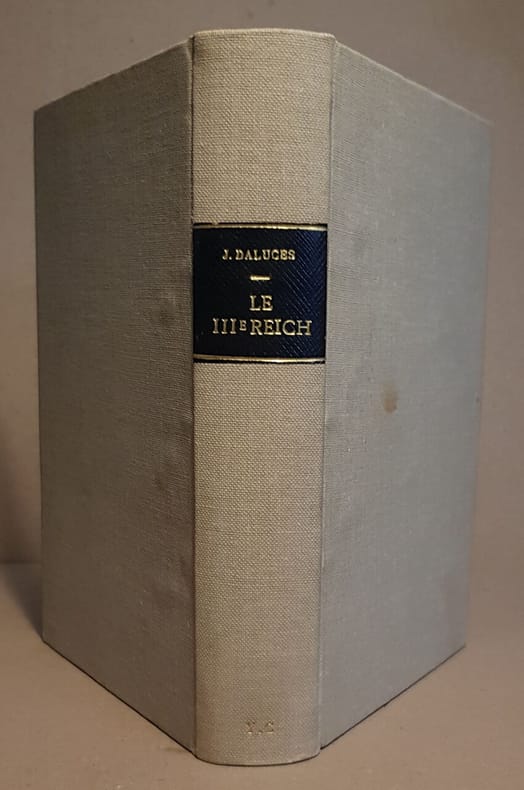 J. DALUCES
LE
IIIE REICH